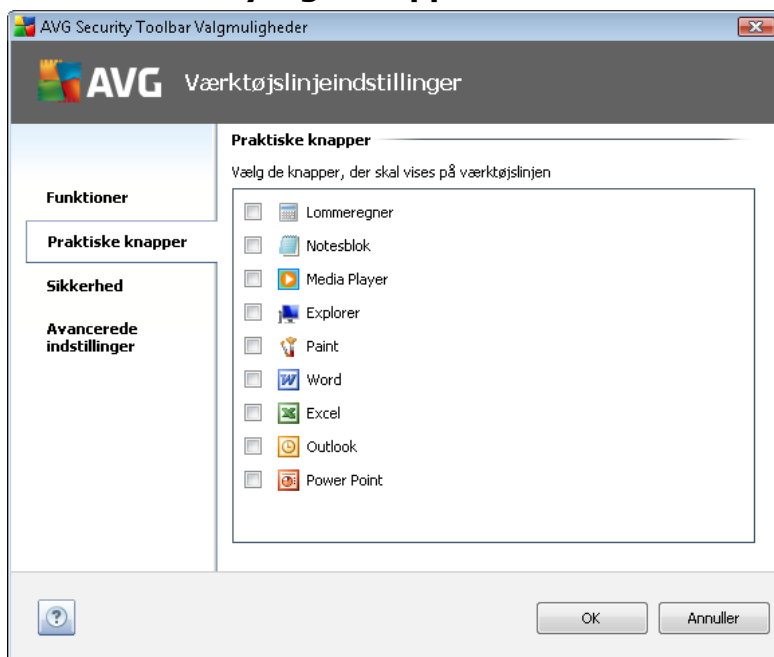 AVG Security Toolbar Valgmuligheder
AVG Værktøjslinjeindstillinger
Funktioner
Praktiske knapper
Sikkerhed
Avancerede
indstillinger
Praktiske knapper
Vælg de knapper, der skal vises på værktøjslinjen
Lommeregner
Notesblok
Media Player
Explorer
Paint
Word
Excel
Outlook
Power Point
?
OK
Annuller